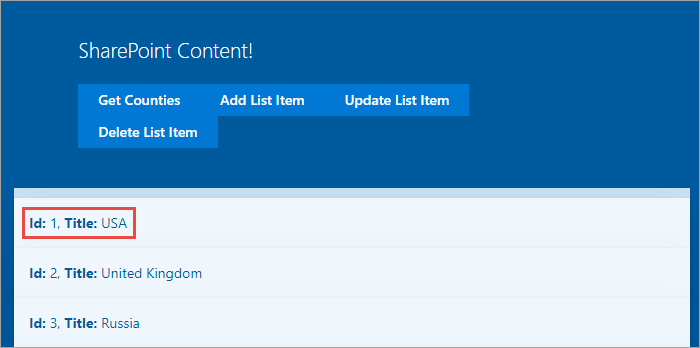 SharePoint Content!
Get Counties Add List Item Update List Item
Delete List Item
Id: 1, Title: USA
Id: 2, Title: United Kingdom
Id: 3, Title: Russia